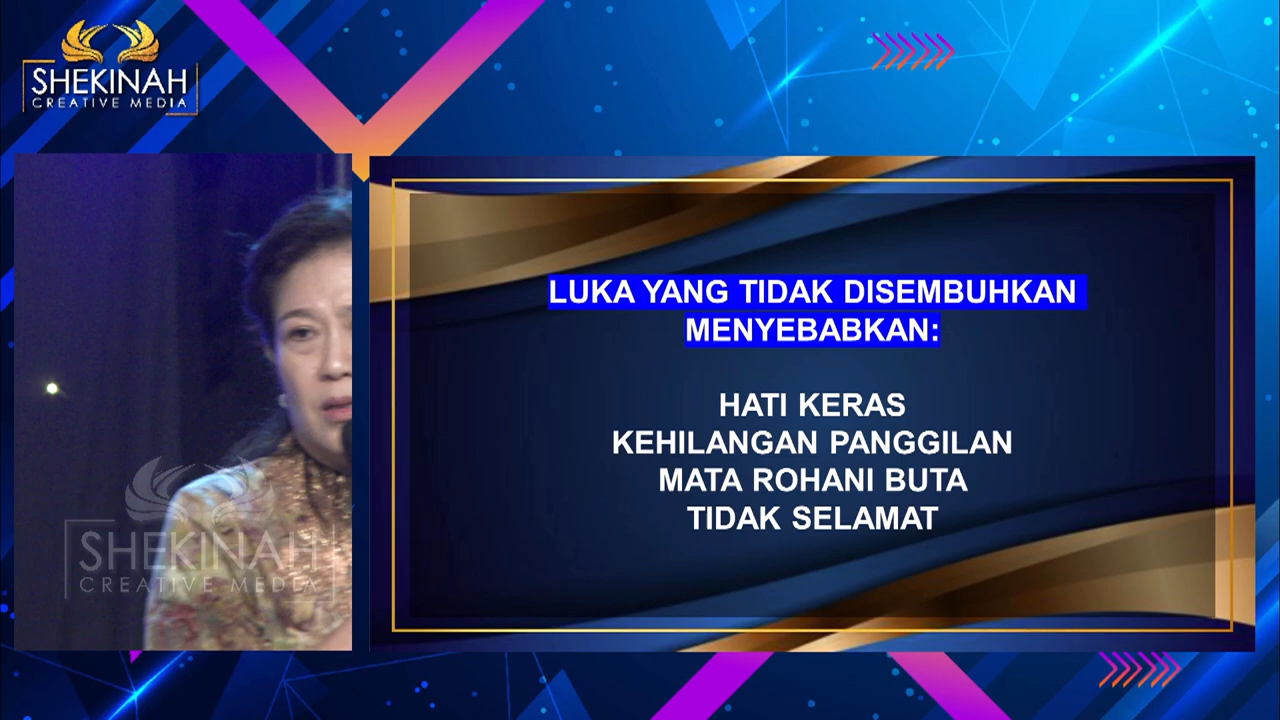 SHEKINAH
CREATIVE MEDIA
LUKA YANG TIDAK DISEMBUHKAN
MENYEBABKAN:
HATI KERAS
KEHILANGAN PANGGILAN
MATA ROHANI BUTA
TIDAK SELAMAT
SHEKINAH
CREATIVE MEDIA